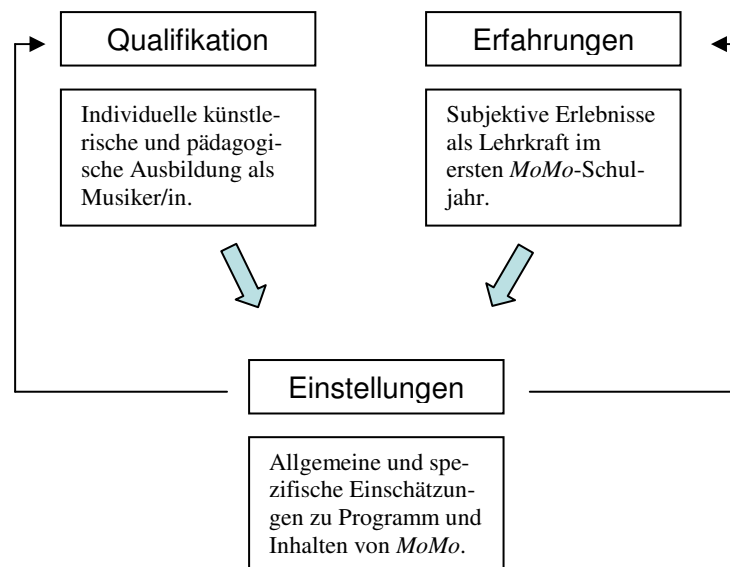 Qualifikation
Individuelle künstle-
rische und pädagogi-
sche Ausbildung als
Musiker/in.
Erfahrungen
Subjektive Erlebnisse
als Lehrkraft im
ersten MoMo-Schul-
jahr.
Einstellungen
Allgemeine und spe-
zifische Einschätzun-
gen zu Programm und
Inhalten von MoMo.